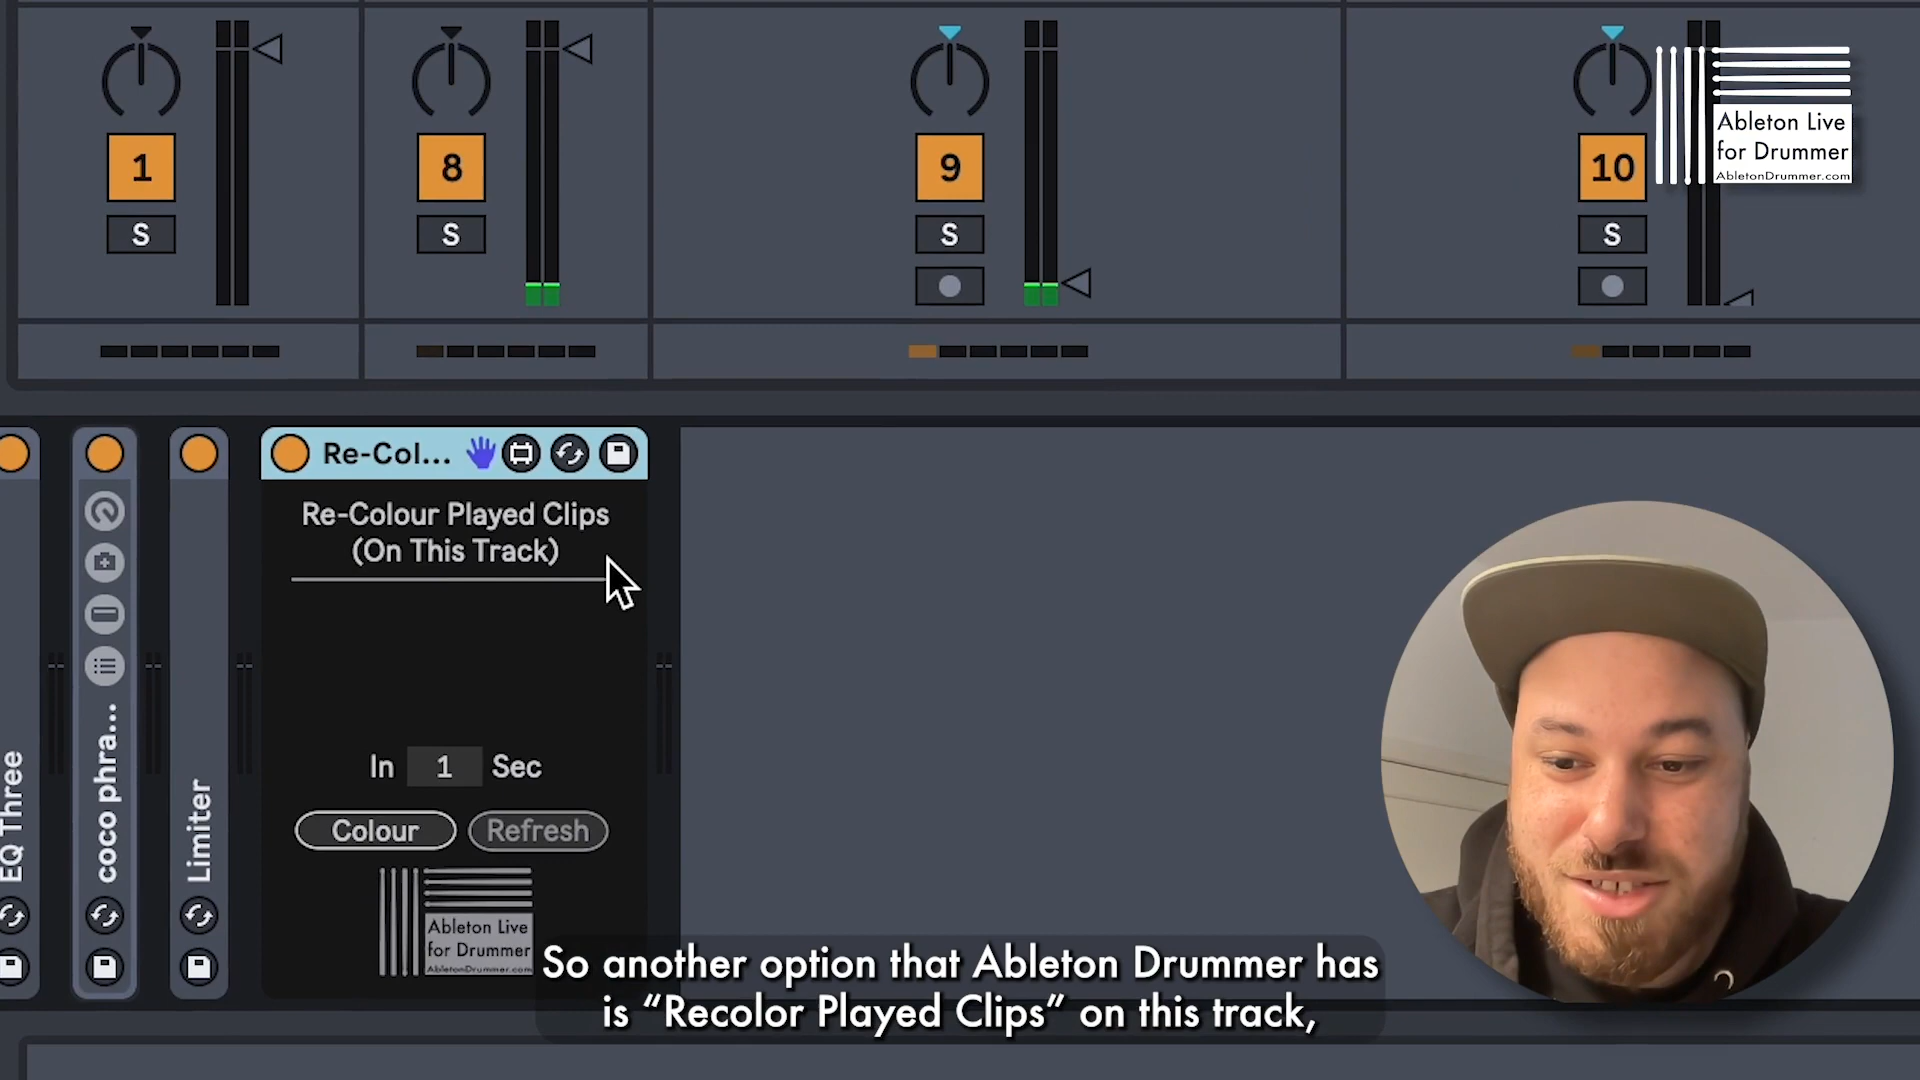 1
8
9
10
S
S
S
S
Ableton Live
for Drummer
AbletonDrummer.com
Re-Col...
Re-Colour Played Clips
(On This Track)
In 1 Sec
Colour
Refresh
Ableton Live
for Drummer
AbletonDrummer.com
EQ Three
coco phra...
Limiter
So another option that Ableton Drummer has
is “Recolor Played Clips” on this track,